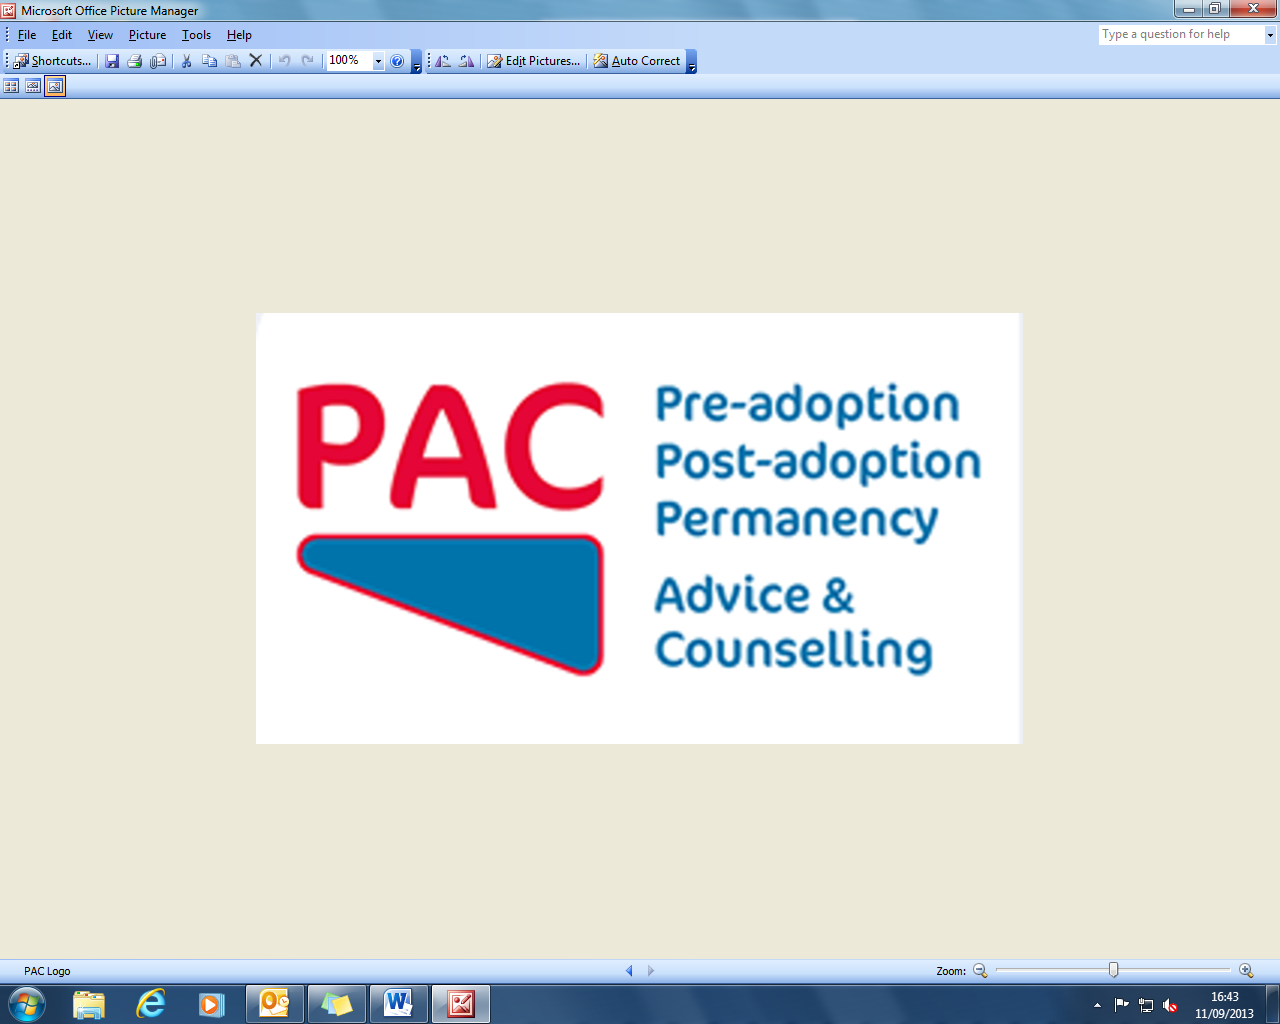 Microsoft Office Picture Manager
File Edit View Picture Tools Help
Type a question for help
Shortcuts... 100% Edit Pictures... Auto Correct
PAC
Pre-adoption
Post-adoption
Permanency
Advice &
Counselling
PAC Logo
Zoom:
16:43
11/09/2013